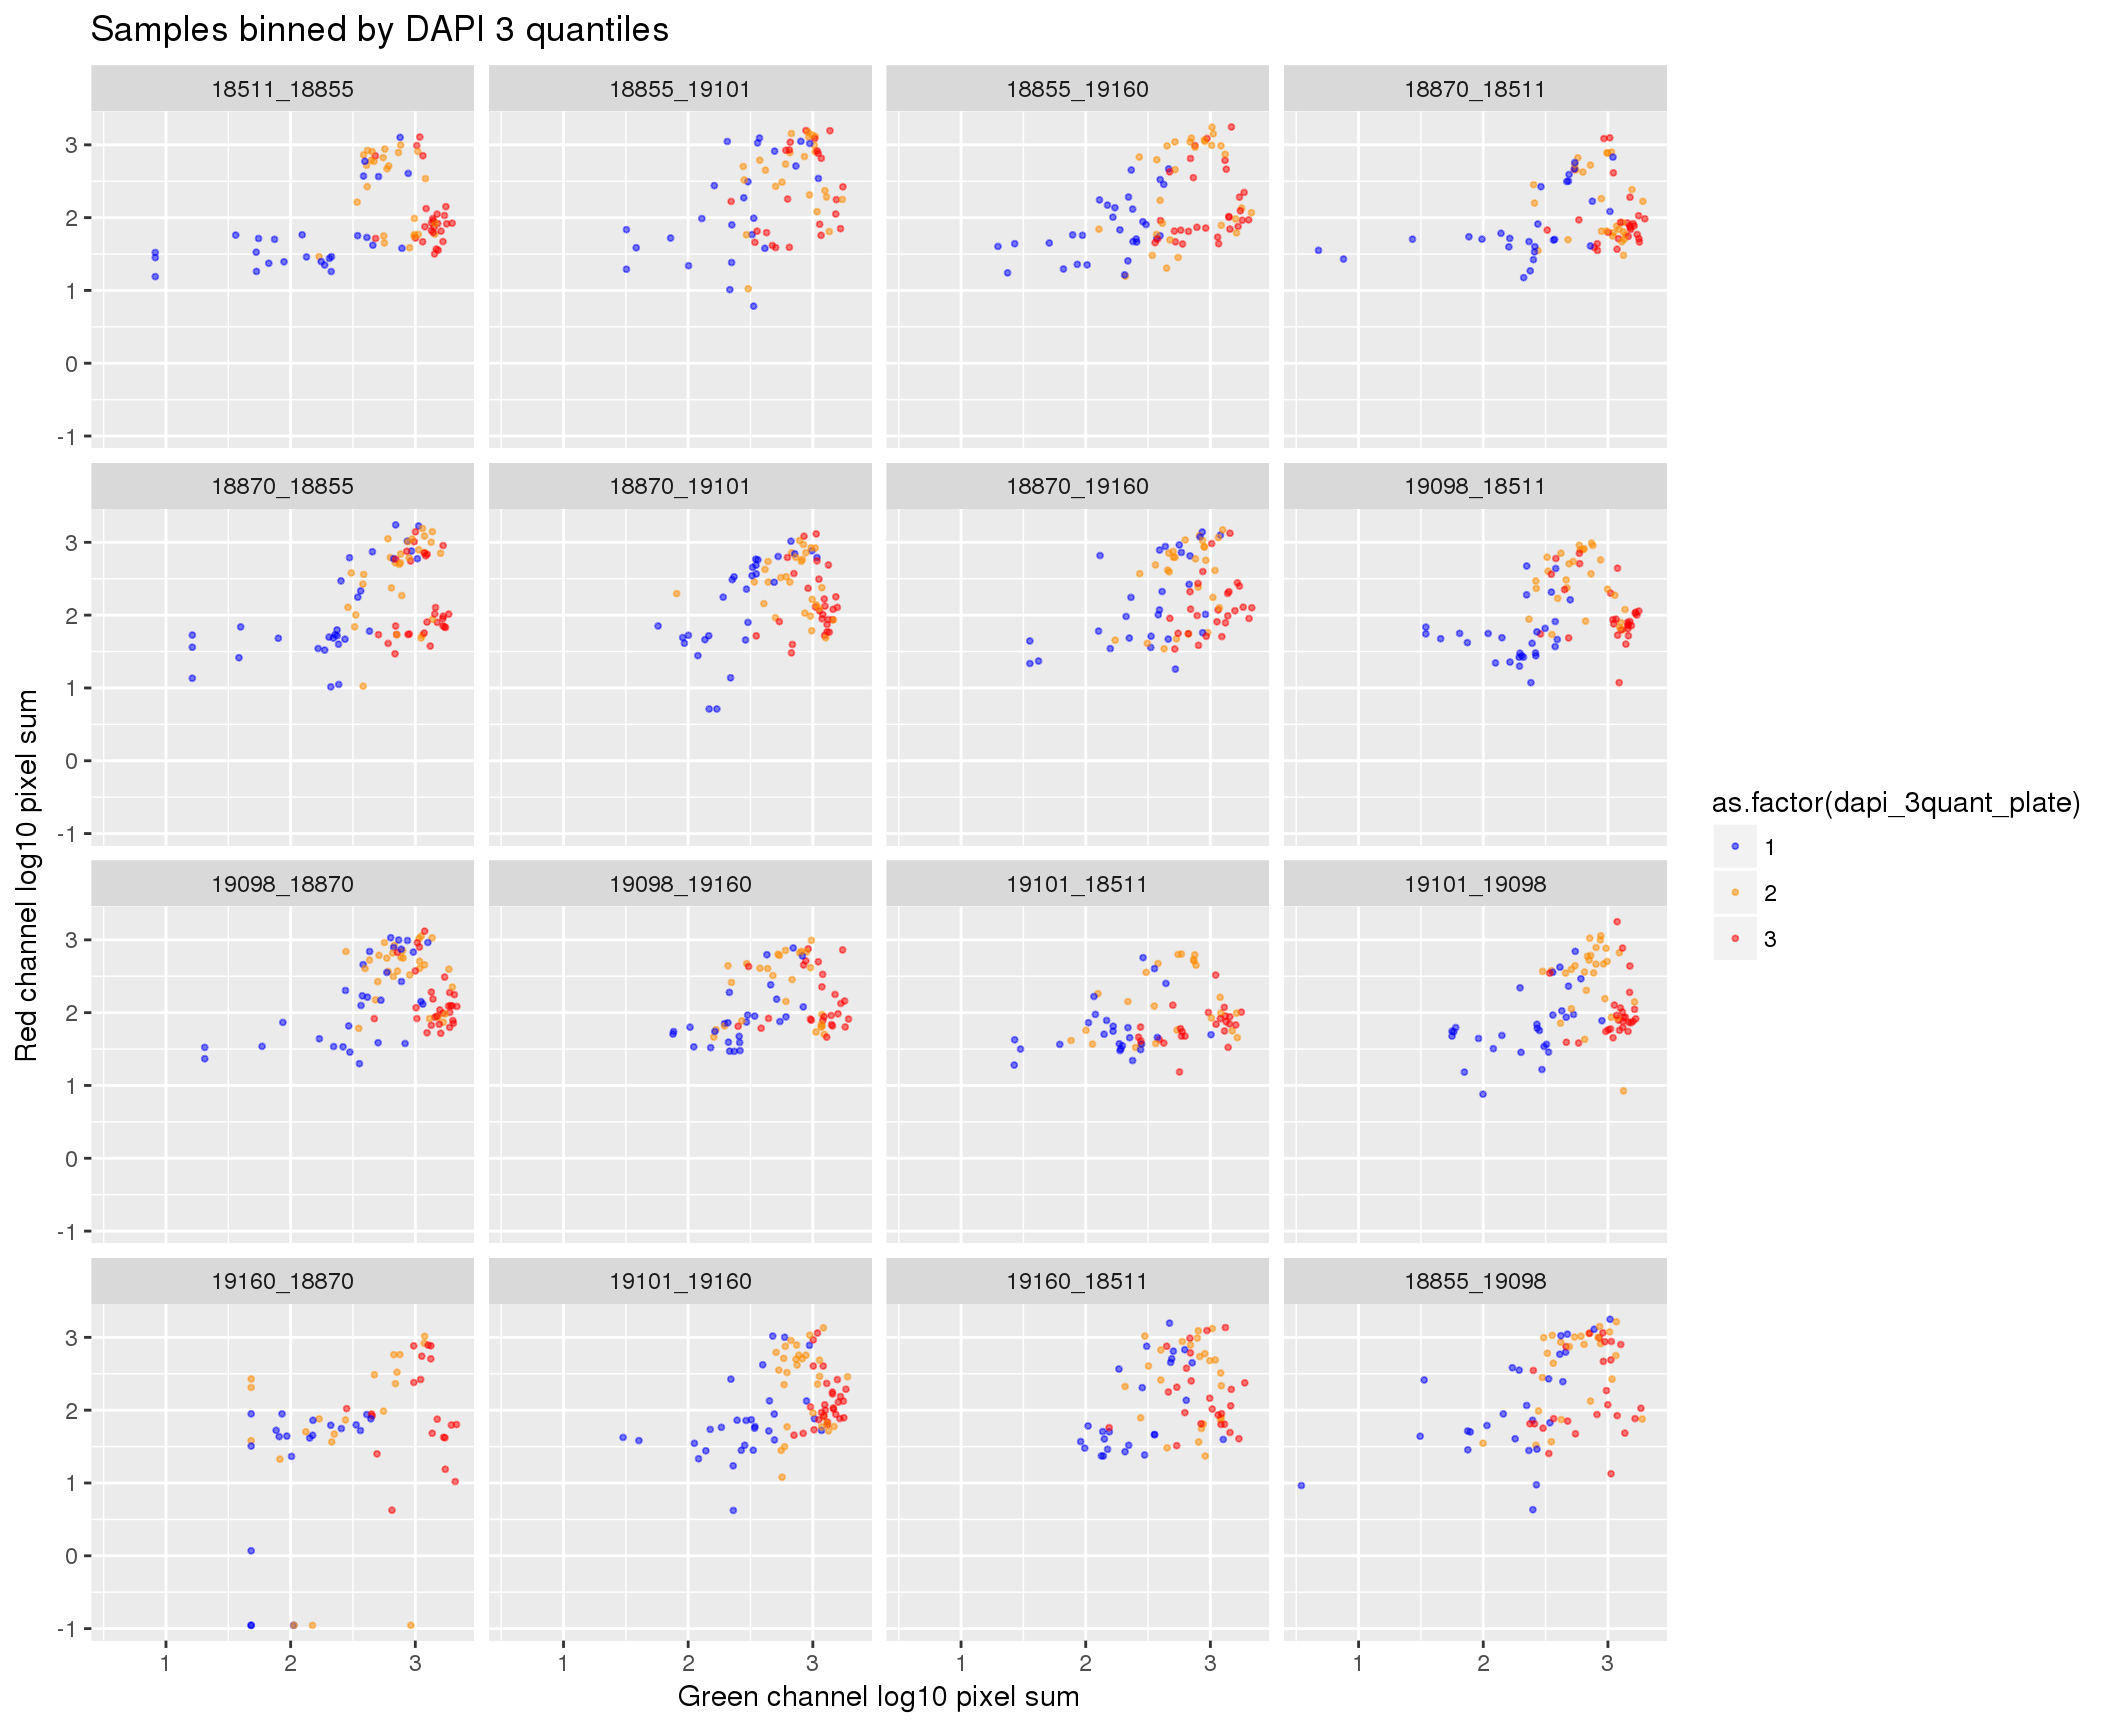 Samples binned by DAPI 3 quantiles
18511_18855 18855_19101 18855_19160 18870_18511
3
2
1
0
-1
18870_18855 18870_19101 18870_19160 19098_18511
3
2
1
0
-1
19098_18870 19098_19160 19101_18511 19101_19098
3
2
1
0
-1
19160_18870 19101_19160 19160_18511 18855_19098
3
2
1
0
-1
1 2 3 1 2 3 1 2 3 1 2 3
Green channel log10 pixel sum
Red channel log10 pixel sum
as.factor(dapi_3quant_plate)
1
2
3